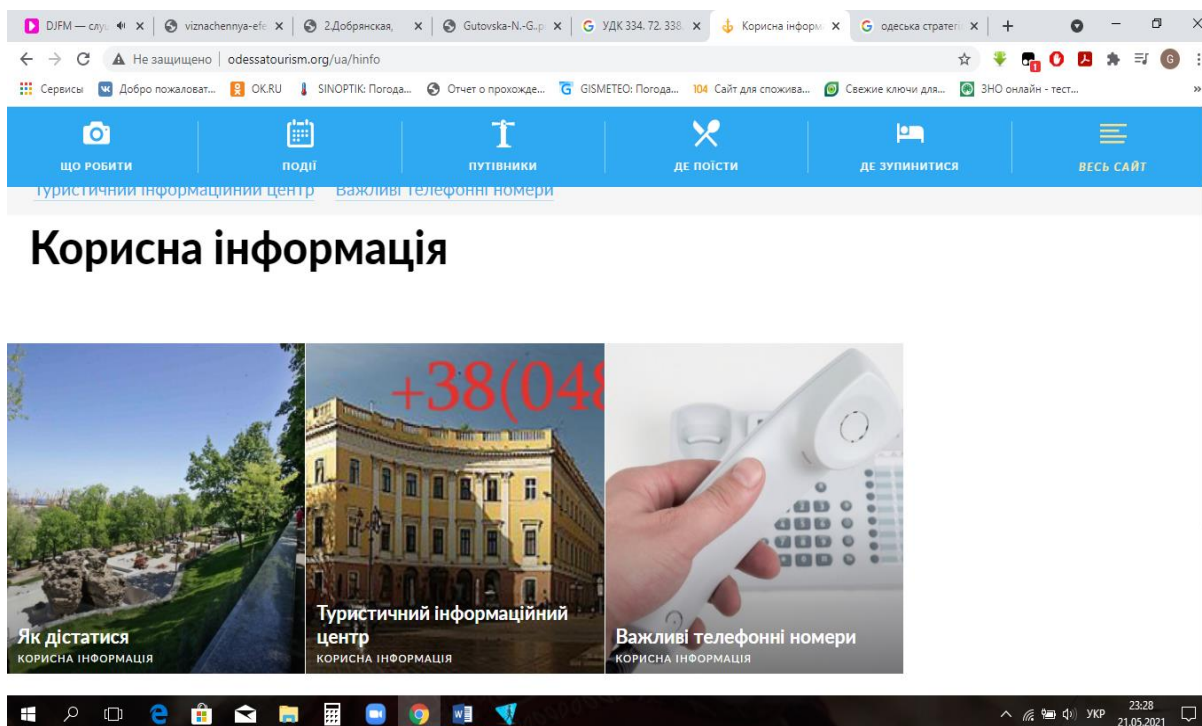 DJFM — слу
viznachennya-efe
2.Добрянская,
Gutovska-N.-G..p
УДК 334. 72. 338.
Корисна інформ
одеська стратегі
Не защищено | odessatourism.org/ua/hinfo
G
Сервисы Добро пожаловат... OK.RU SINOPTIK: Погода... Отчет о прохожде... GISMETEO: Погода... 104 Сайт для спожива... Свежие ключи для... ЗНО онлайн - тест... »
ЩО РОБИТИ
ПОДІЇ
ПУТІВНИКИ
ДЕ ПОЇСТИ
ДЕ ЗУПИНИТИСЯ
ВЕСЬ САЙТ
Туристичний інформаційний центр Важливі телефонні номери
Корисна інформація
+38(048
Як дістатися
КОРИСНА ІНФОРМАЦІЯ
Туристичний інформаційний
центр
КОРИСНА ІНФОРМАЦІЯ
Важливі телефонні номери
КОРИСНА ІНФОРМАЦІЯ
УКР
23:28
21.05.2021